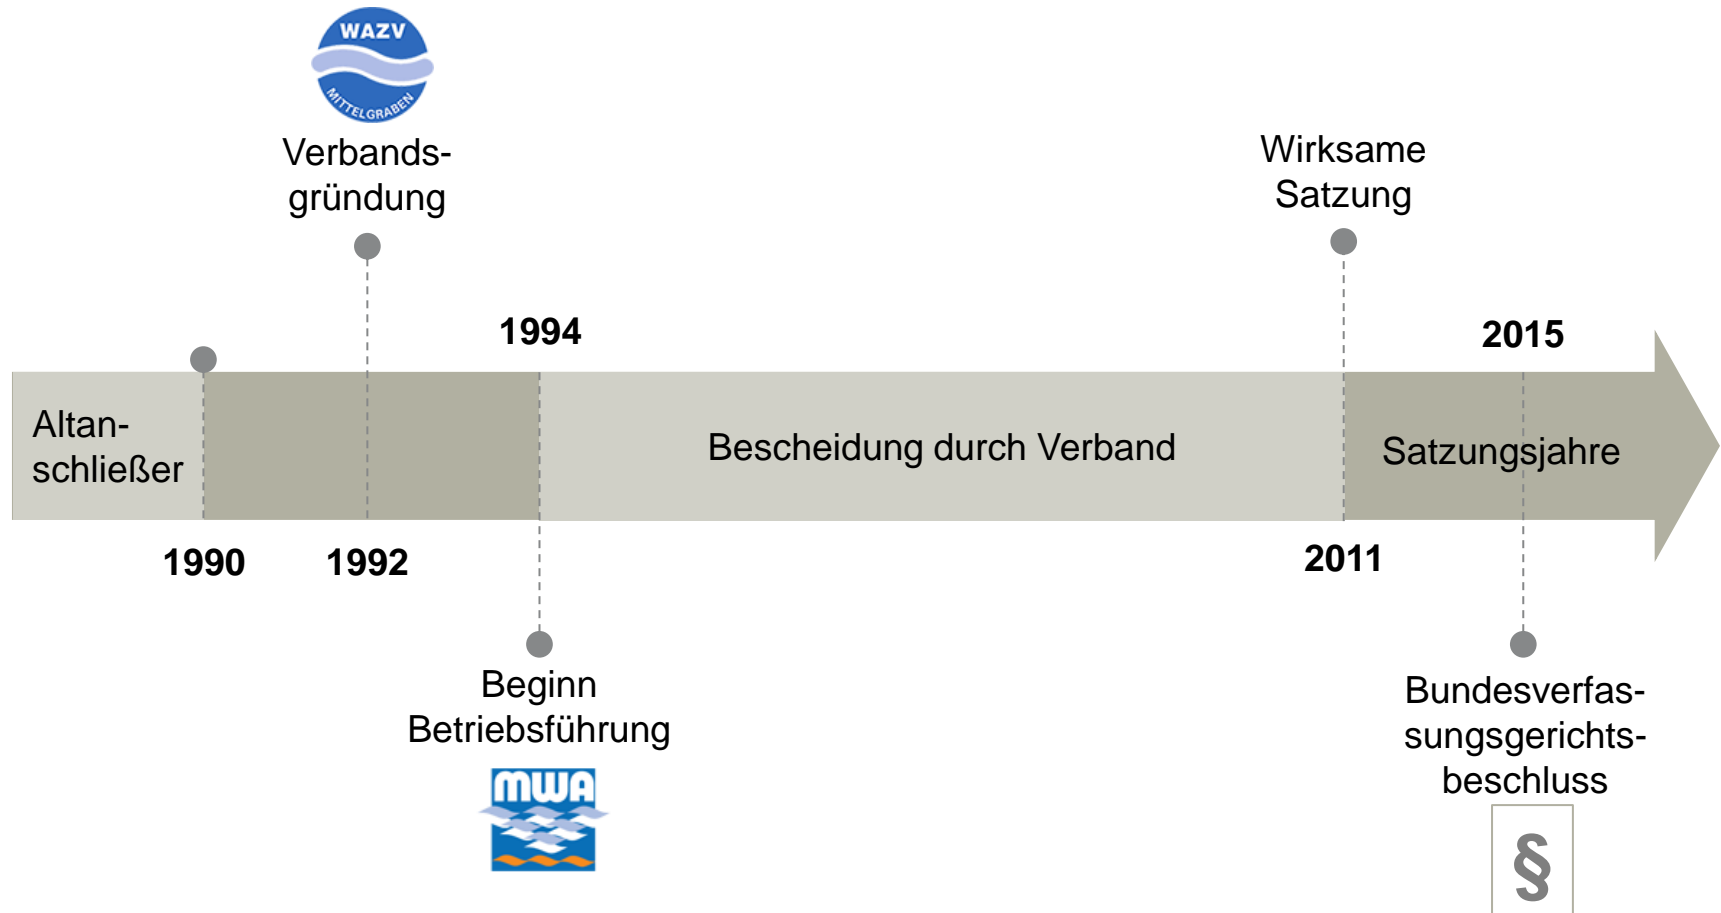 WAZV
MITTELGRABEN
Verbands-
gründung
Wirksame
Satzung
1994
2015
Altan-
schließer
Bescheidung durch Verband
Satzungsjahre
1990
1992
2011
Beginn
Betriebsführung
MWA
Bundesverfas-
sungsgerichts-
beschluss
§